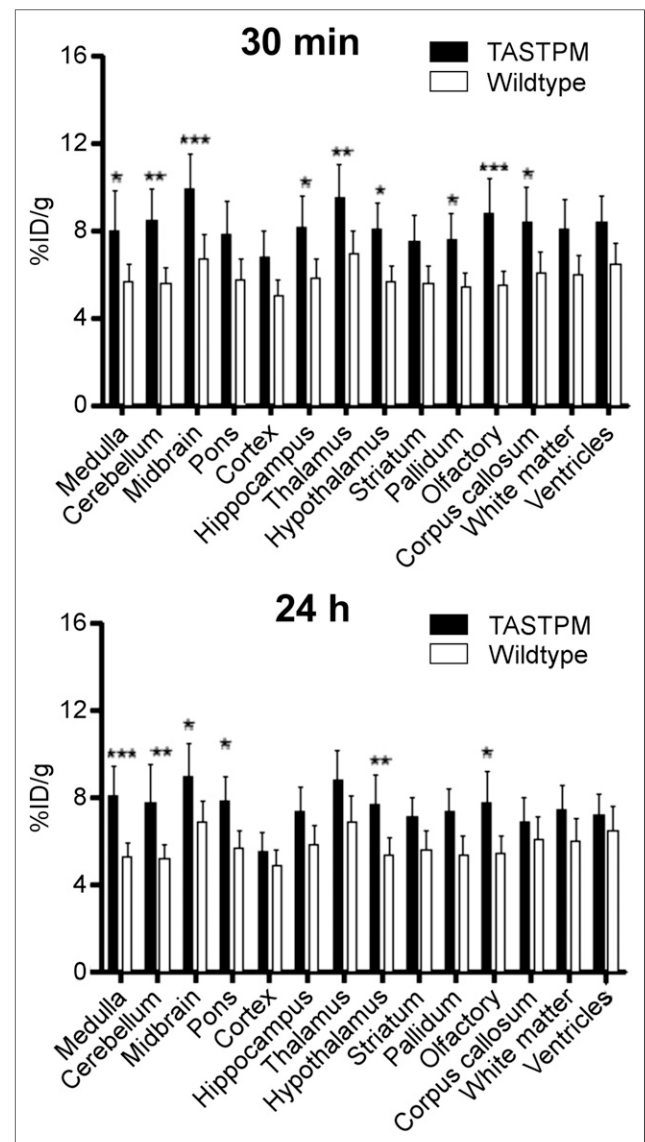 30 min
TASTPM
Wildtype
%ID/g
16
12
8
4
0
* ** *** * ** * * *** *
Medulla
Cerebellum
Midbrain
Pons
Cortex
Hippocampus
Thalamus
Hypothalamus
Striatum
Pallidum
Olfactory
Corpus callosum
White matter
Ventricles
24 h
TASTPM
Wildtype
%ID/g
16
12
8
4
0
*** ** * * ** *
Medulla
Cerebellum
Midbrain
Pons
Cortex
Hippocampus
Thalamus
Hypothalamus
Striatum
Pallidum
Olfactory
Corpus callosum
White matter
Ventricles